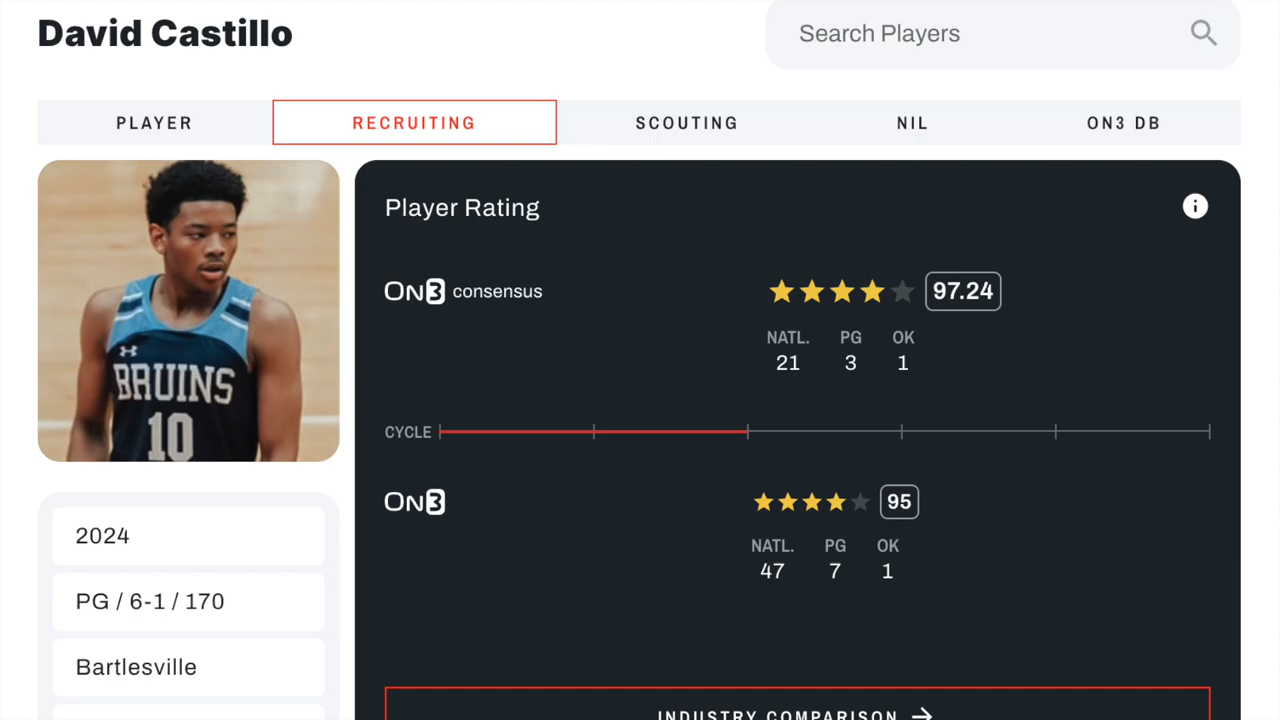 David Castillo
Search Players
PLAYER RECRUITING SCOUTING NIL ON3 DB
BRUINS
10
Player Rating
ON3 consensus 97.24
NATL. PG OK
21 3 1
CYCLE
ON3 95
NATL. PG OK
47 7 1
2024
PG / 6-1 / 170
Bartlesville
INDUSTRY COMPARISON →